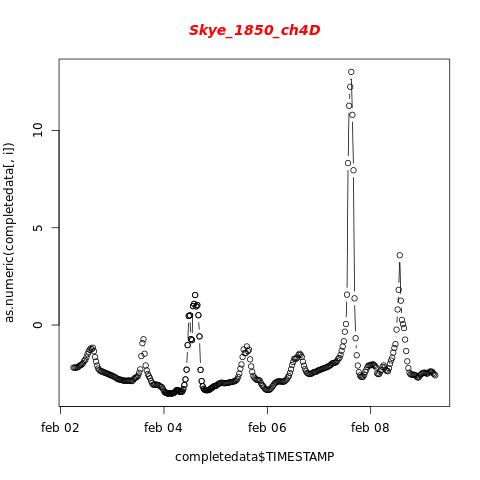 Skye_1850_ch4D
as.numeric(completedata[, i])
10
5
0
feb 02
feb 04
feb 06
feb 08
completedata$TIMESTAMP